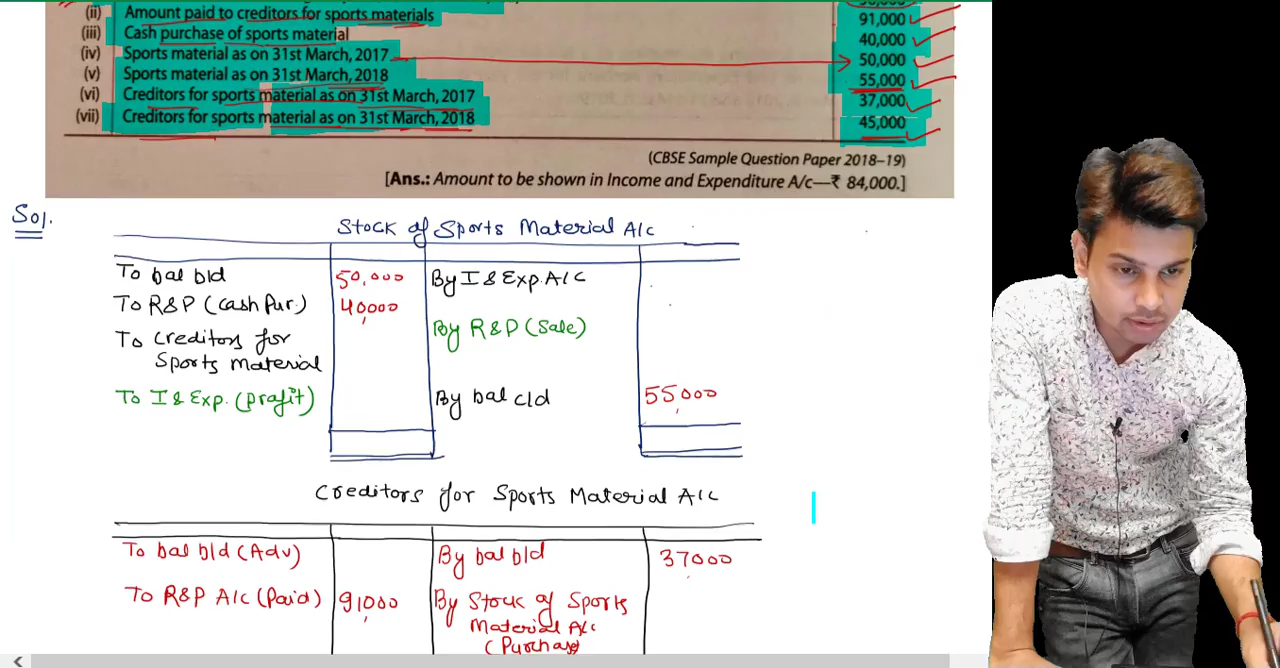 (ii) Amount paid to creditors for sports materials 91,000
(iii) Cash purchase of sports material 40,000
(iv) Sports material as on 31st March, 2017 50,000
(v) Sports material as on 31st March, 2018 55,000
(vi) Creditors for sports material as on 31st March, 2017 37,000
(vii) Creditors for sports material as on 31st March, 2018 45,000
(CBSE Sample Question Paper 2018–19)
[Ans.: Amount to be shown in Income and Expenditure A/c—₹ 84,000.]
Sol.
Stock of Sports Material A/c
To bal b/d 50,000 By I & Exp. A/C
To R&P (Cash Pur.) 40,000
By R&P (Sale)
To Creditors for
Sports Material
To I & Exp. (Profit) By bal c/d 55,000
Creditors for Sports Material A/C
To bal b/d (Adv) By bal b/d 37000
To R&P A/C (Paid) 91,000 By Stock of Sports
Material A/c
(Purchase)